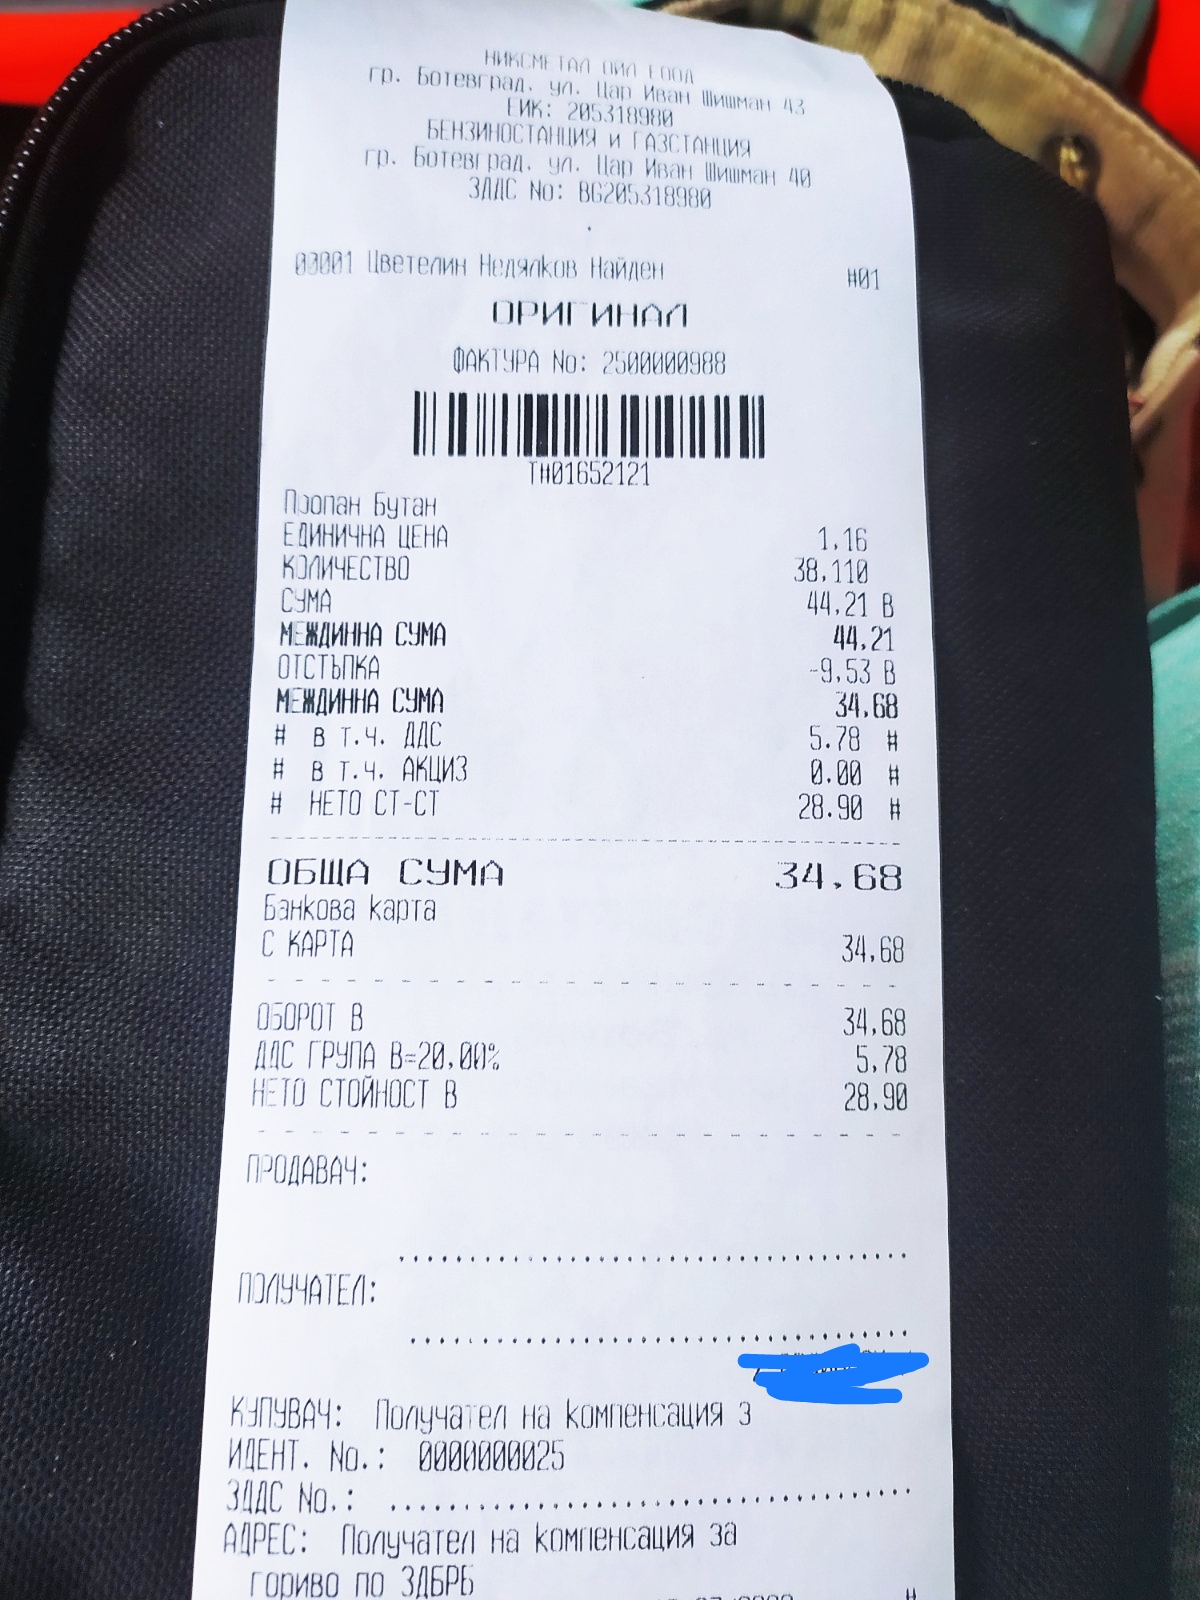 НИКСМЕТАЛ ОИЛ ЕООД
гр. Ботевград, ул. Цар Иван Шишман 43
ЕИК: 205318980
БЕНЗИНОСТАНЦИЯ И ГАЗСТАНЦИЯ
гр. Ботевград, ул. Цар Иван Шишман 40
ЗДДС No: BG205318980
.
00001 Цветелин Недялков Найден #01
ОРИГИНАЛ
ФАКТУРА No: 2500000988
T#01652121
Пропан Бутан
ЕДИНИЧНА ЦЕНА 1,16
КОЛИЧЕСТВО 38,110
СУМА 44,21 В
МЕЖДИННА СУМА 44,21
ОТСТЪПКА -9,53 В
МЕЖДИННА СУМА 34,68
# в т.ч. ДДС 5.78 #
# в т.ч. АКЦИЗ 0.00 #
# НЕТО СТ-СТ 28.90 #
ОБЩА СУМА 34,68
Банкова карта
С КАРТА 34,68
ОБОРОТ В 34,68
ДДС ГРУПА В=20,00% 5,78
НЕТО СТОЙНОСТ В 28,90
ПРОДАВАЧ:
ПОЛУЧАТЕЛ:
КУПУВАЧ: Получател на компенсация з
ИДЕНТ. No.: 0000000025
ЗДДС No.:
АДРЕС: Получател на компенсация за
гориво по ЗДБРБ
#